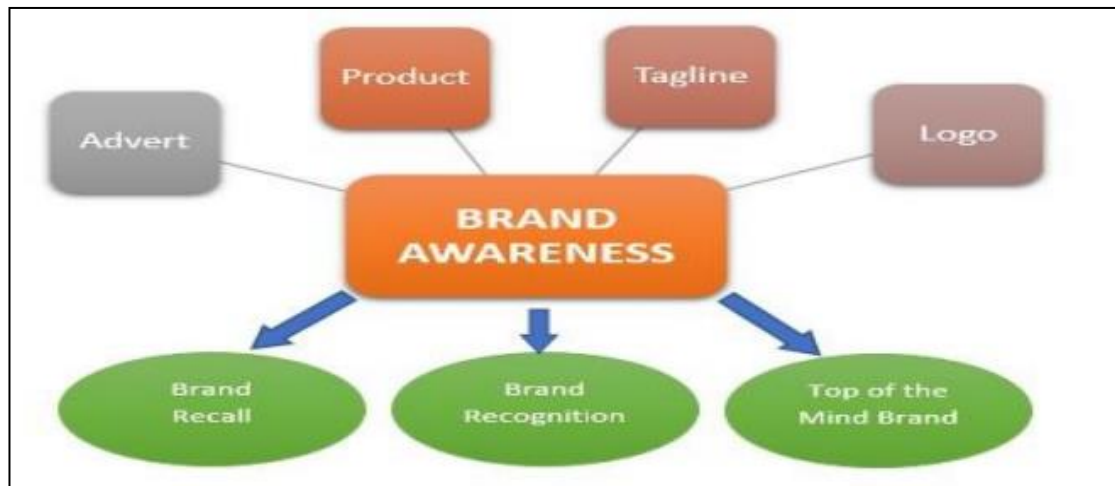 Product
Tagline
Advert
Logo
BRAND
AWARENESS
Brand
Recall
Brand
Recognition
Top of the
Mind Brand